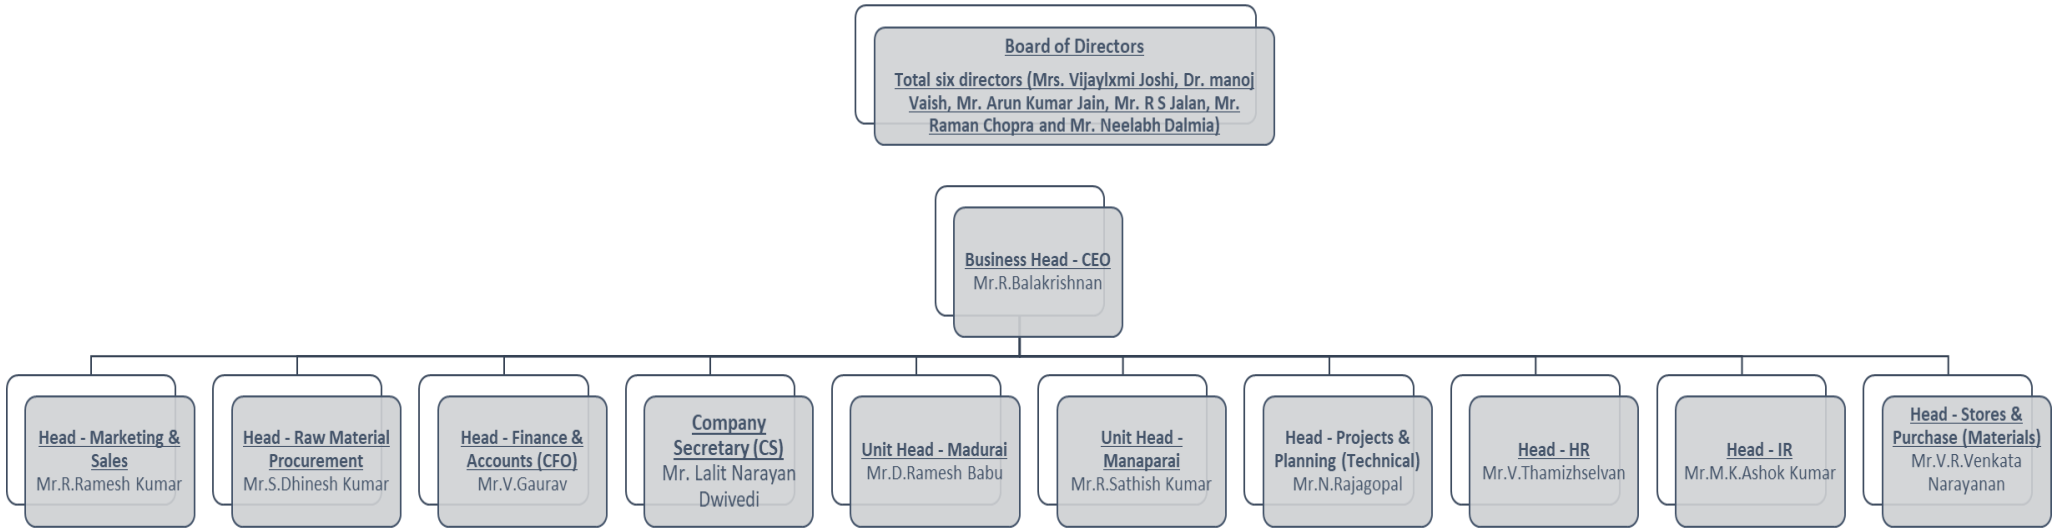 Board of Directors
Total six directors (Mrs. Vijaylxmi Joshi, Dr. manoj
Vaish, Mr. Arun Kumar Jain, Mr. R S Jalan, Mr.
Raman Chopra and Mr. Neelabh Dalmia)
Business Head - CEO
Mr.R.Balakrishnan
Head - Marketing &
Sales
Mr.R.Ramesh Kumar
Head - Raw Material
Procurement
Mr.S.Dhinesh Kumar
Head - Finance &
Accounts (CFO)
Mr.V.Gaurav
Company
Secretary (CS)
Mr. Lalit Narayan
Dwivedi
Unit Head - Madurai
Mr.D.Ramesh Babu
Unit Head -
Manaparai
Mr.R.Sathish Kumar
Head - Projects &
Planning (Technical)
Mr.N.Rajagopal
Head - HR
Mr.V.Thamizhselvan
Head - IR
Mr.M.K.Ashok Kumar
Head - Stores &
Purchase (Materials)
Mr.V.R.Venkata
Narayanan